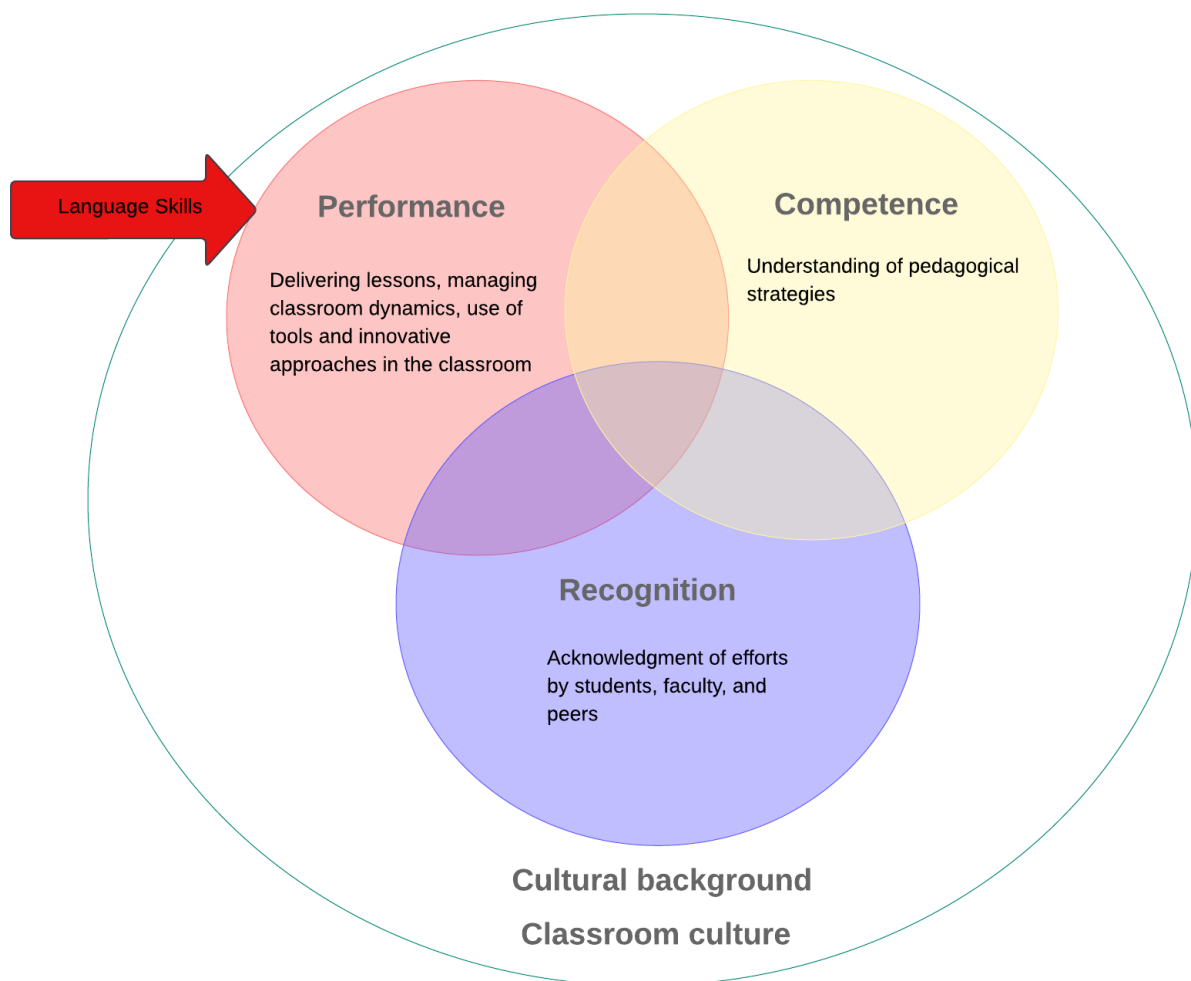 Language Skills
Performance
Delivering lessons, managing
classroom dynamics, use of
tools and innovative
approaches in the classroom
Competence
Understanding of pedagogical
strategies
Recognition
Acknowledgment of efforts
by students, faculty, and
peers
Cultural background
Classroom culture